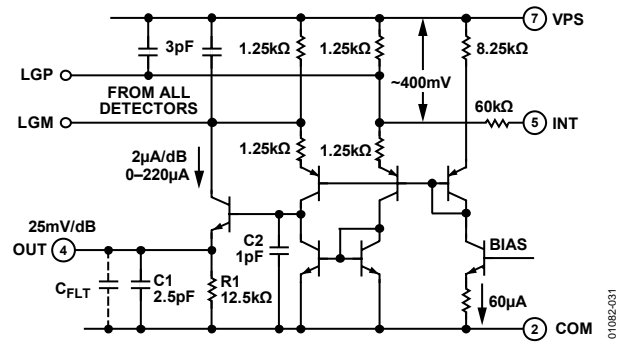 7 VPS
3pF
1.25kΩ
1.25kΩ
8.25kΩ
LGP
FROM ALL
DETECTORS
~400mV
60kΩ
LGM
5 INT
1.25kΩ
1.25kΩ
2µA/dB
0–220µA
25mV/dB
OUT 4
C2
1pF
BIAS
CFLT
C1
2.5pF
R1
12.5kΩ
60µA
2 COM
01082-031